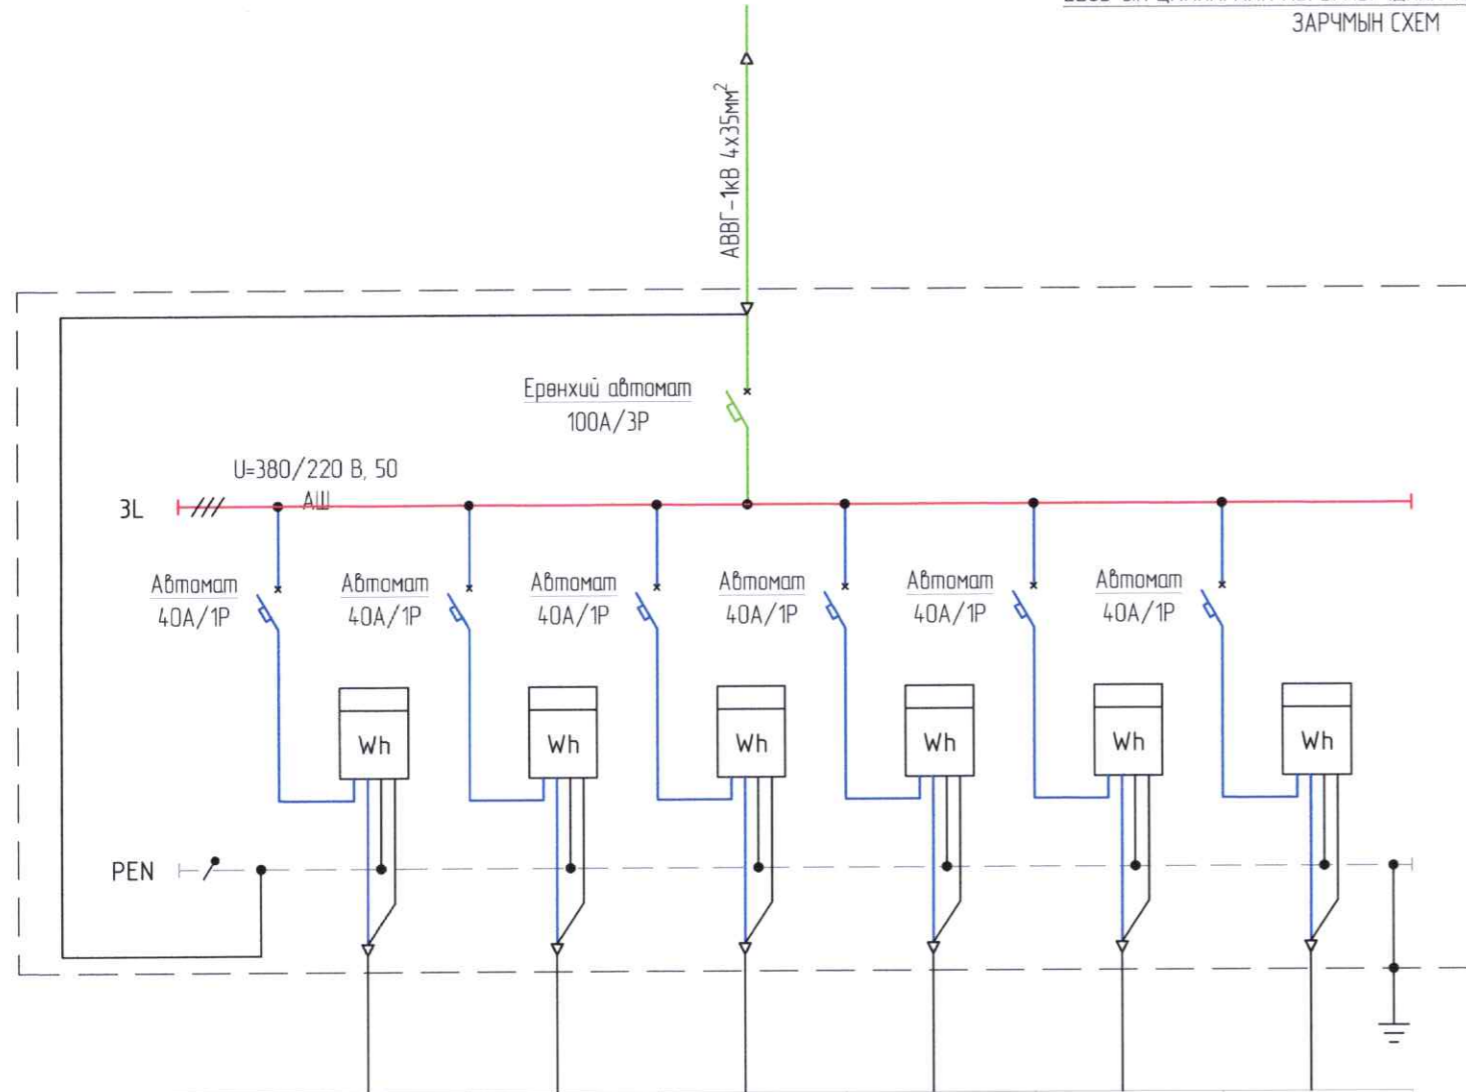 ЗАРЧМЫН СХЕМ
АВВГ-1кВ 4x35мм²
Ерөнхий автомат
100А/3Р
U=380/220 В, 50
АШ
3L
Автомат
40А/1Р
Автомат
40А/1Р
Автомат
40А/1Р
Автомат
40А/1Р
Автомат
40А/1Р
Автомат
40А/1Р
Wh
Wh
Wh
Wh
Wh
Wh
PEN